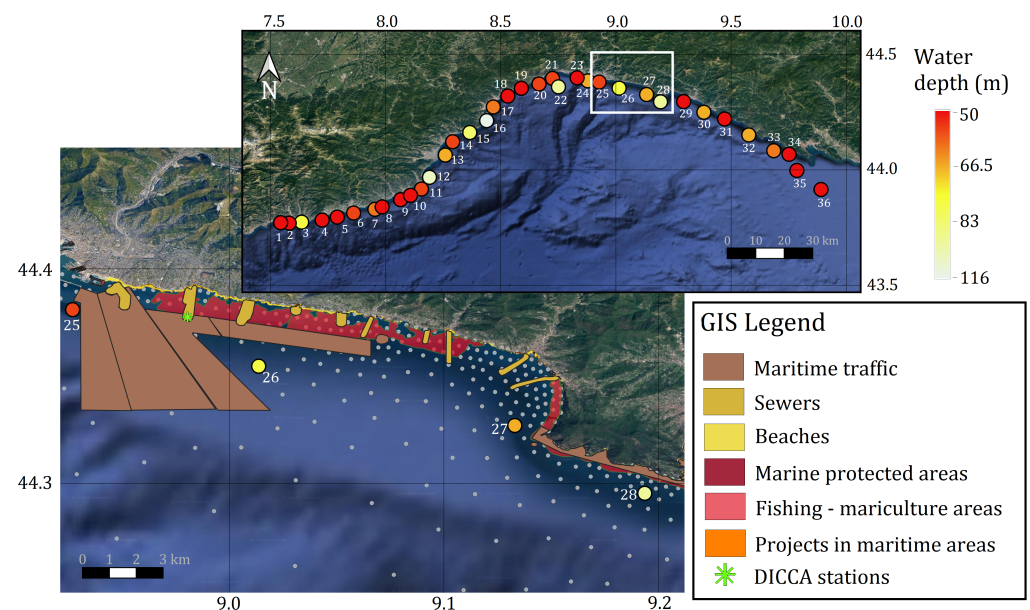 7.5 8.0 8.5 9.0 9.5 10.0
44.5
44.0
43.5
N
1 2 3 4 5 6 7 8 9 10 11 12 13 14 15 16 17 18 19 20 21 22 23 24 25 26 27 28 29 30 31 32 33 34 35 36
0 10 20 30 km
Water
depth (m)
50
66.5
83
116
44.4
44.3
25
26
27
28
0 1 2 3 km
9.0 9.1 9.2
GIS Legend
Maritime traffic
Sewers
Beaches
Marine protected areas
Fishing - mariculture areas
Projects in maritime areas
DICCA stations